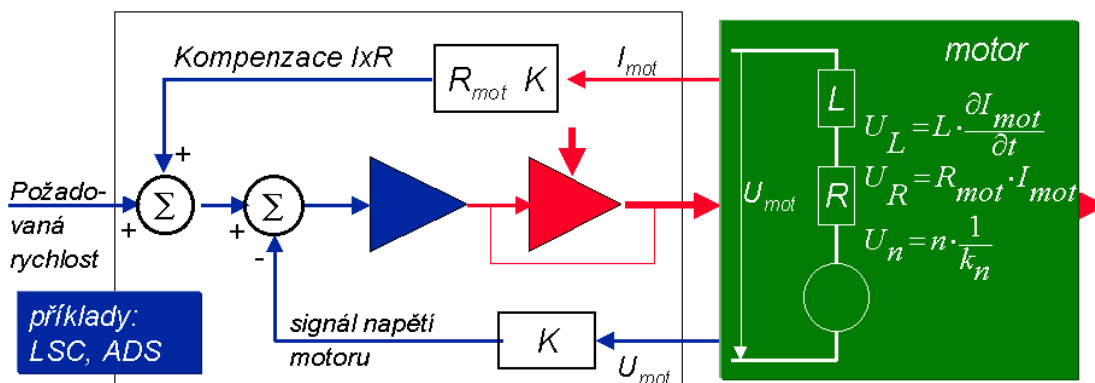 Kompenzace IxR
R_mot K
I_mot
motor
+
Požado-
vaná
rychlost
+
Σ
+
Σ
-
U_mot
L
U_L = L · ∂I_mot / ∂t
R
U_R = R_mot · I_mot
U_n = n · 1 / k_n
příklady:
LSC, ADS
signál napětí
motoru
K
U_mot